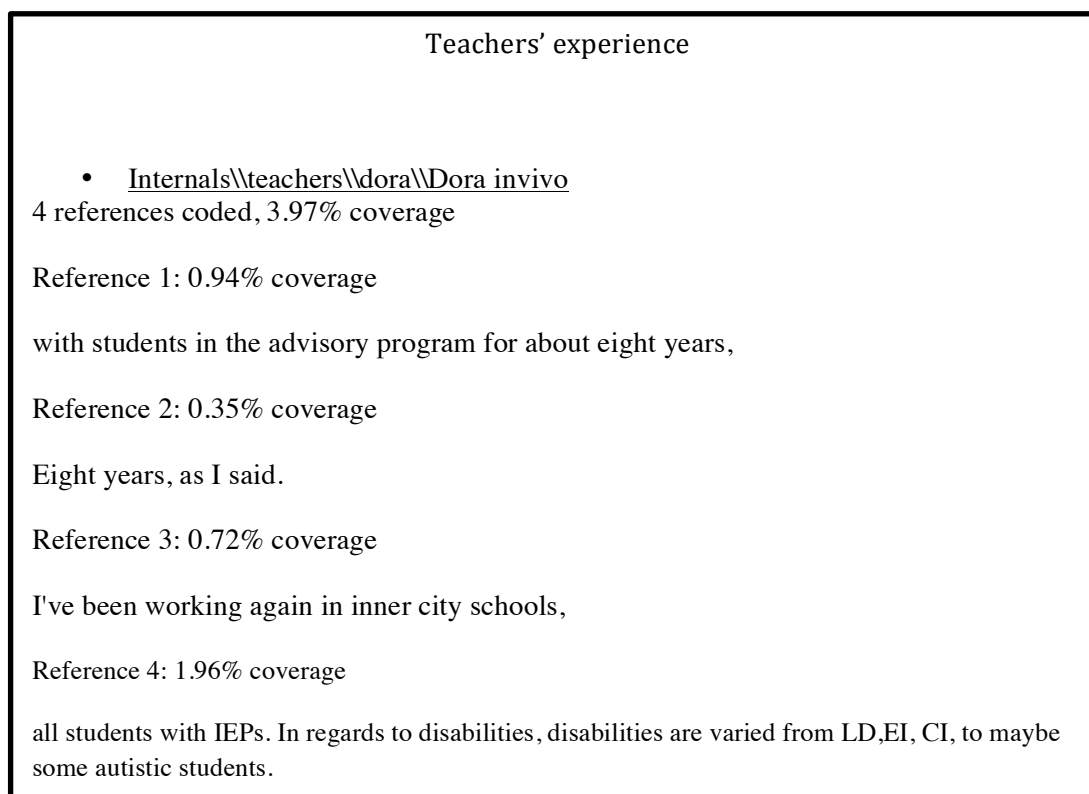 Teachers’ experience
• Internals\\teachers\\dora\\Dora invivo
4 references coded, 3.97% coverage
Reference 1: 0.94% coverage
with students in the advisory program for about eight years,
Reference 2: 0.35% coverage
Eight years, as I said.
Reference 3: 0.72% coverage
I've been working again in inner city schools,
Reference 4: 1.96% coverage
all students with IEPs. In regards to disabilities, disabilities are varied from LD,EI, CI, to maybe
some autistic students.